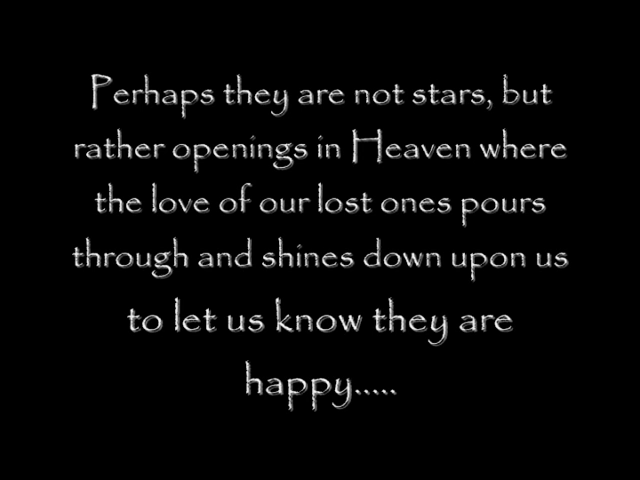 Perhaps they are not stars, but
rather openings in Heaven where
the love of our lost ones pours
through and shines down upon us
to let us know they are
happy.....